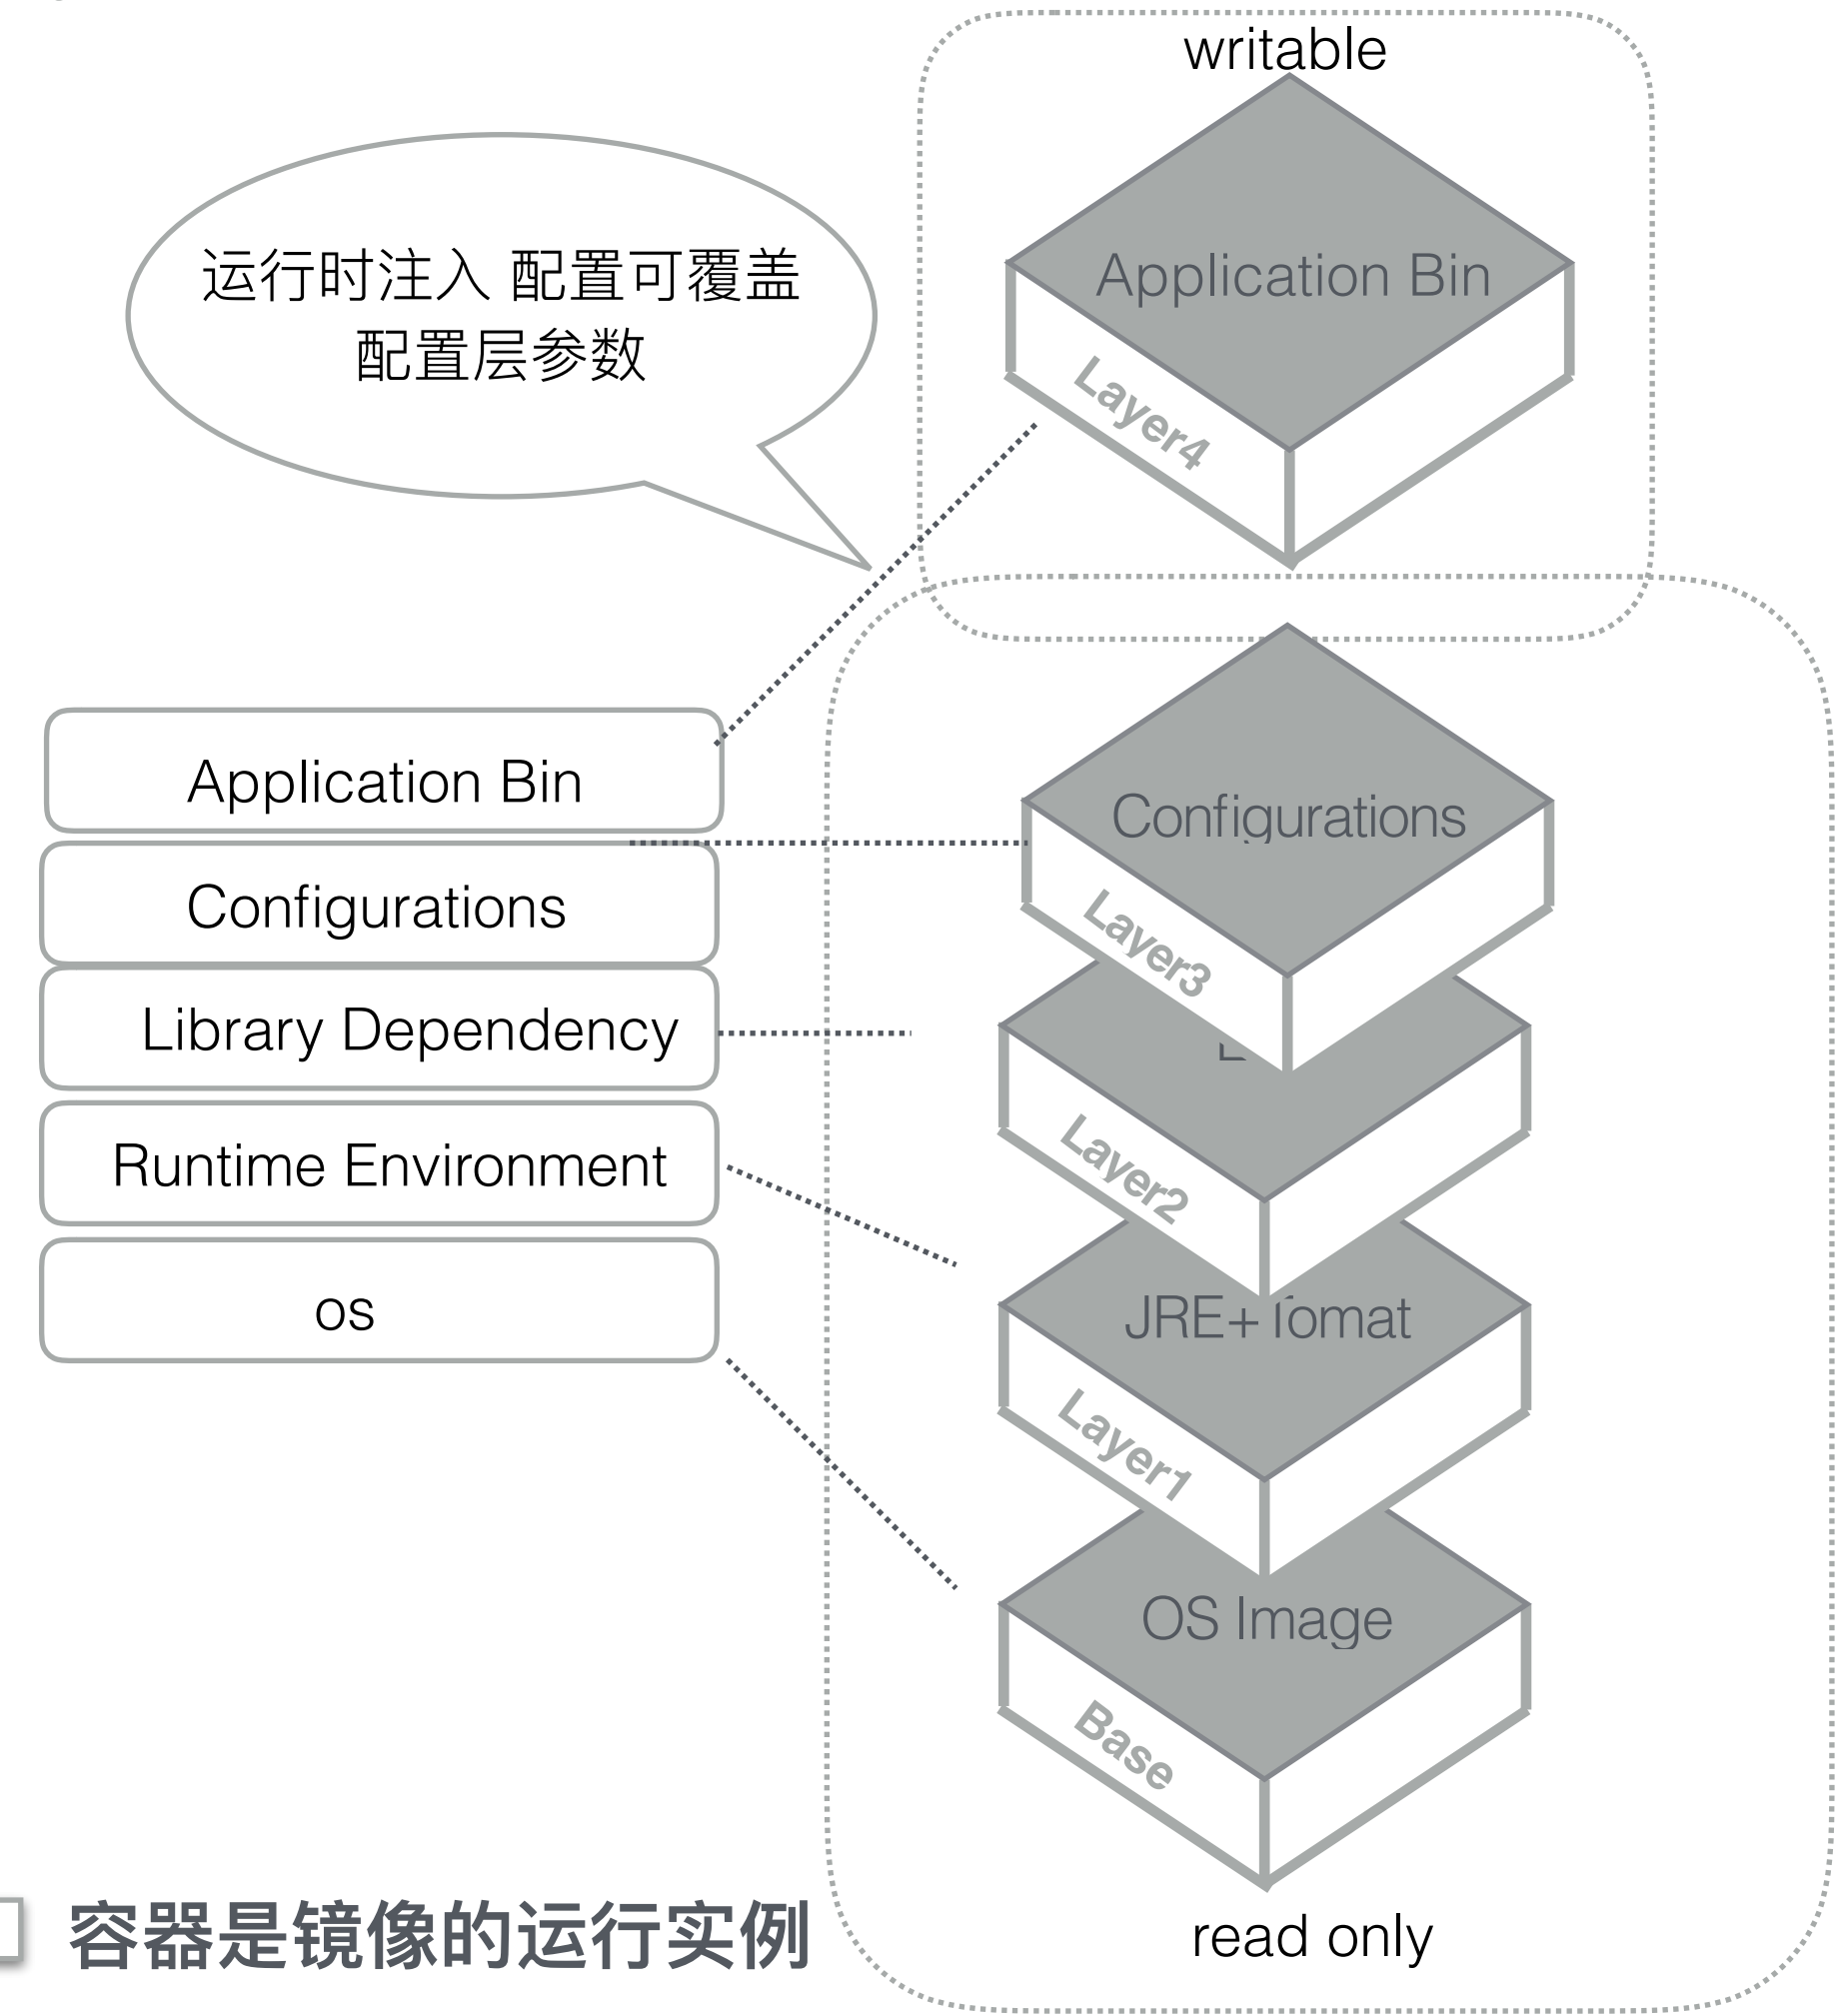 writable
Application Bin
Layer4
运行时注入 配置可覆盖
配置层参数
Application Bin
Configurations
Library Dependency
Runtime Environment
os
Configurations
Layer3
Layer2
JRE+Tomat
Layer1
OS Image
Base
read only
容器是镜像的运行实例